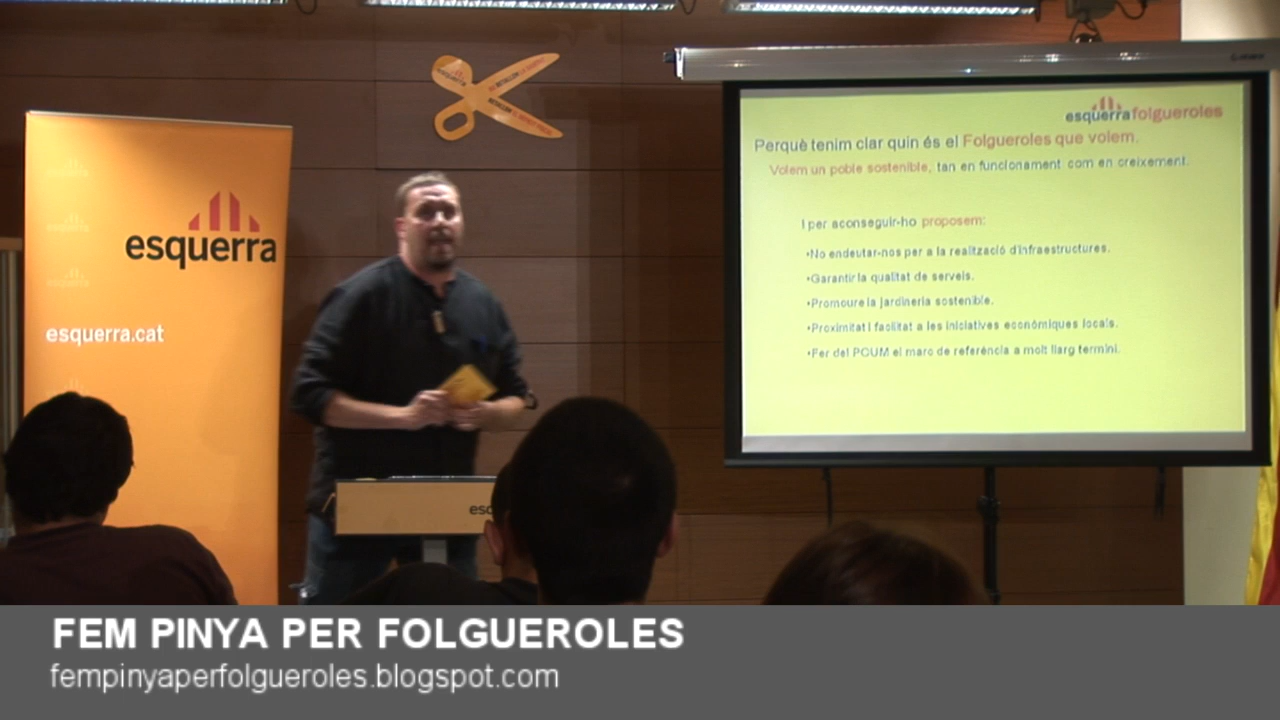 esquerra
esquerra.cat
esquerrafolgueroles
Perquè tenim clar quin és el Folgueroles que volem.
Volem un poble sostenible, tan en funcionament com en creixement.
I per aconseguir-ho proposem:
•No endeutar-nos per a la realització d'infraestructures.
•Garantir la qualitat de serveis.
•Promoure la jardineria sostenible.
•Proximitat i facilitat a les iniciatives econòmiques locals.
•Fer del POUM el marc de referència a molt llarg termini.
esq
FEM PINYA PER FOLGUEROLES
fempinyaperfolgueroles.blogspot.com